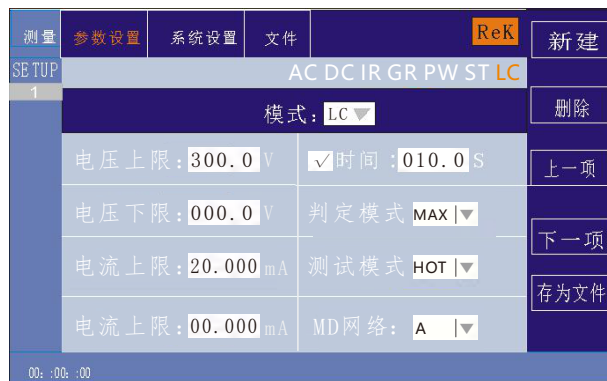 测量 参数设置 系统设置 文件 ReK 新建
SETUP AC DC IR GR PW ST LC
1
模式: LC 删除
电压上限: 300.0 V √ 时间: 010.0 S 上一项
电压下限: 000.0 V 判定模式 MAX 下一项
电流上限: 20.000 mA 测试模式 HOT 存为文件
电流上限: 00.000 mA MD网络: A
00: :00: :00